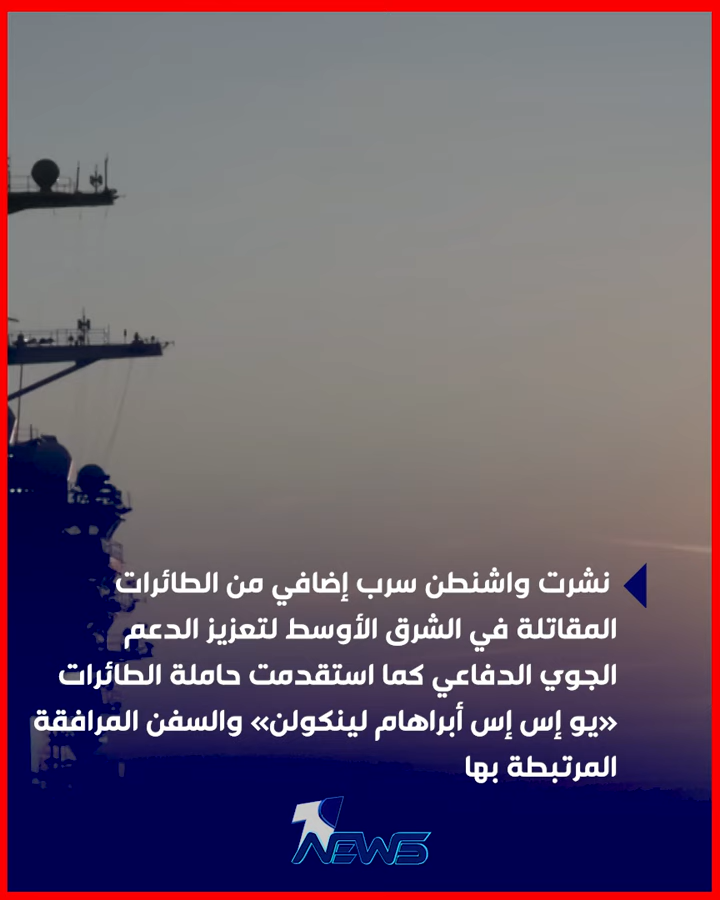 نشرت واشنطن سرب إضافي من الطائرات
المقاتلة في الشرق الأوسط لتعزيز الدعم
الجوي الدفاعي كما استقدمت حاملة الطائرات
«يو إس إس أبراهام لينكولن» والسفن المرافقة
المرتبطة بها
1NEWS